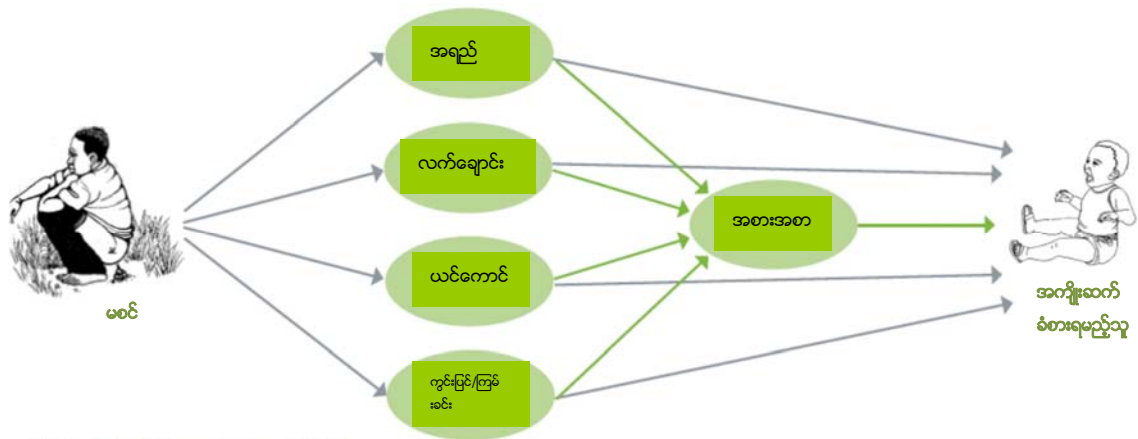 အရည်
လက်ချောင်း
အစားအစာ
ယင်ကောင်
မစင်
အကျိုးဆက်
ခံစားရမည့်သူ
ကွင်းပြင်/ကြမ်
းခင်း